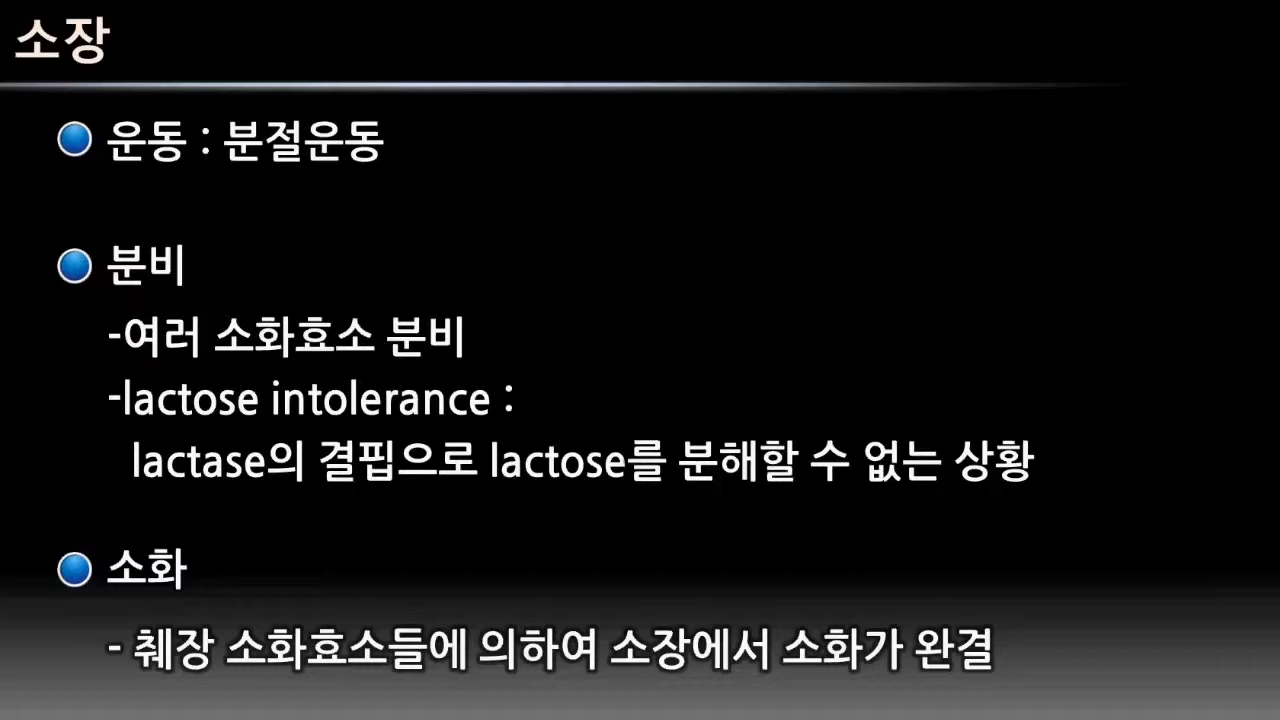 소장
운동 : 분절운동
분비
-여러 소화효소 분비
-lactose intolerance :
lactase의 결핍으로 lactose를 분해할 수 없는 상황
소화
- 췌장 소화효소들에 의하여 소장에서 소화가 완결